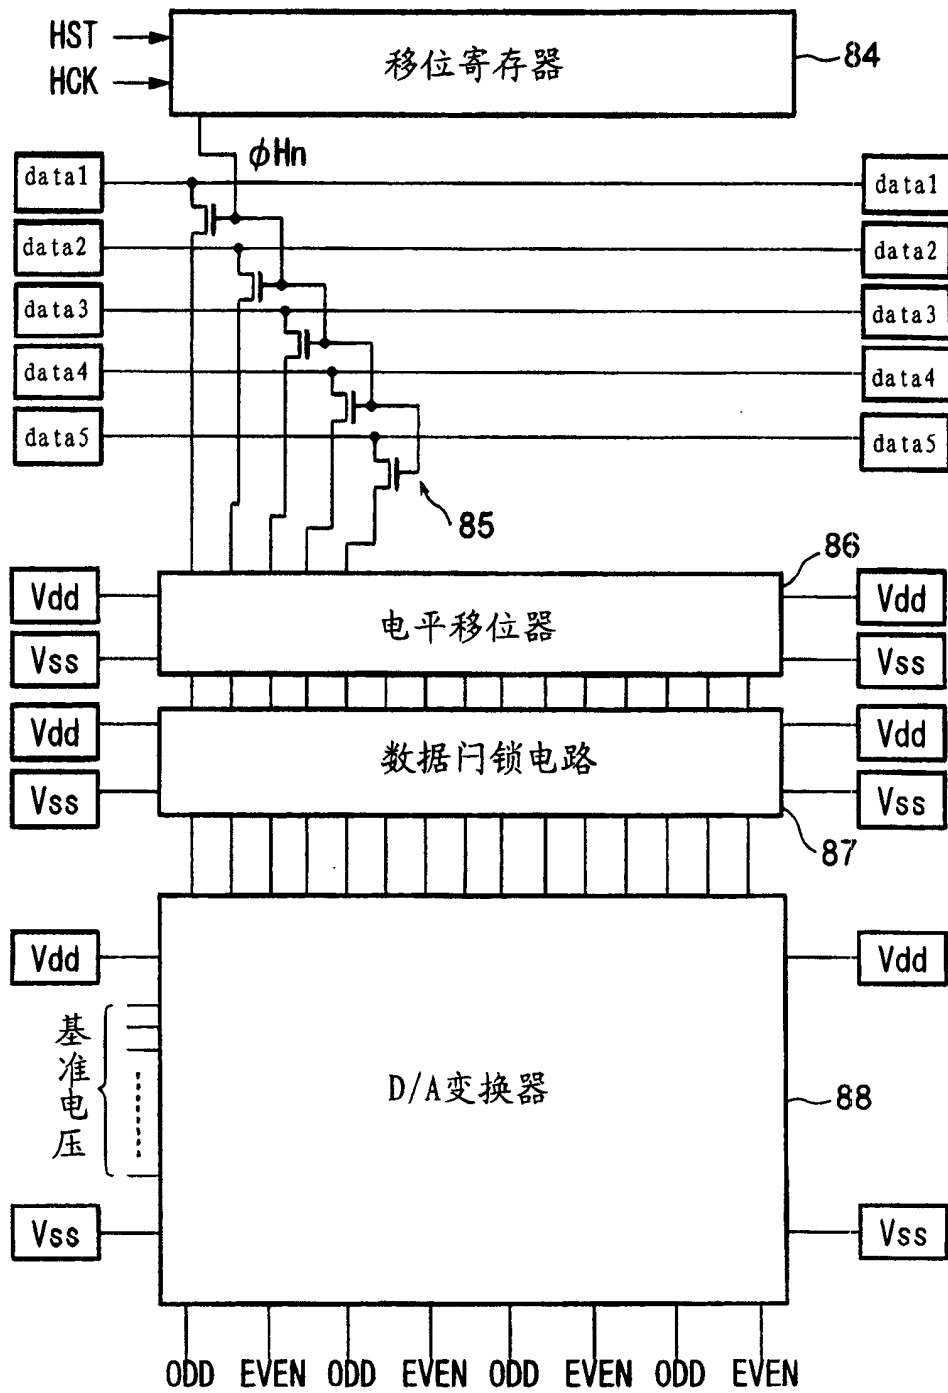 HST
HCK
移位寄存器
84
φHn
data1
data1
data2
data2
data3
data3
data4
data4
data5
data5
85
86
Vdd
电平移位器
Vdd
Vss
Vss
Vdd
数据闩锁电路
Vdd
Vss
Vss
87
Vdd
Vdd
基准电压
D/A变换器
88
Vss
Vss
ODD EVEN ODD EVEN ODD EVEN ODD EVEN